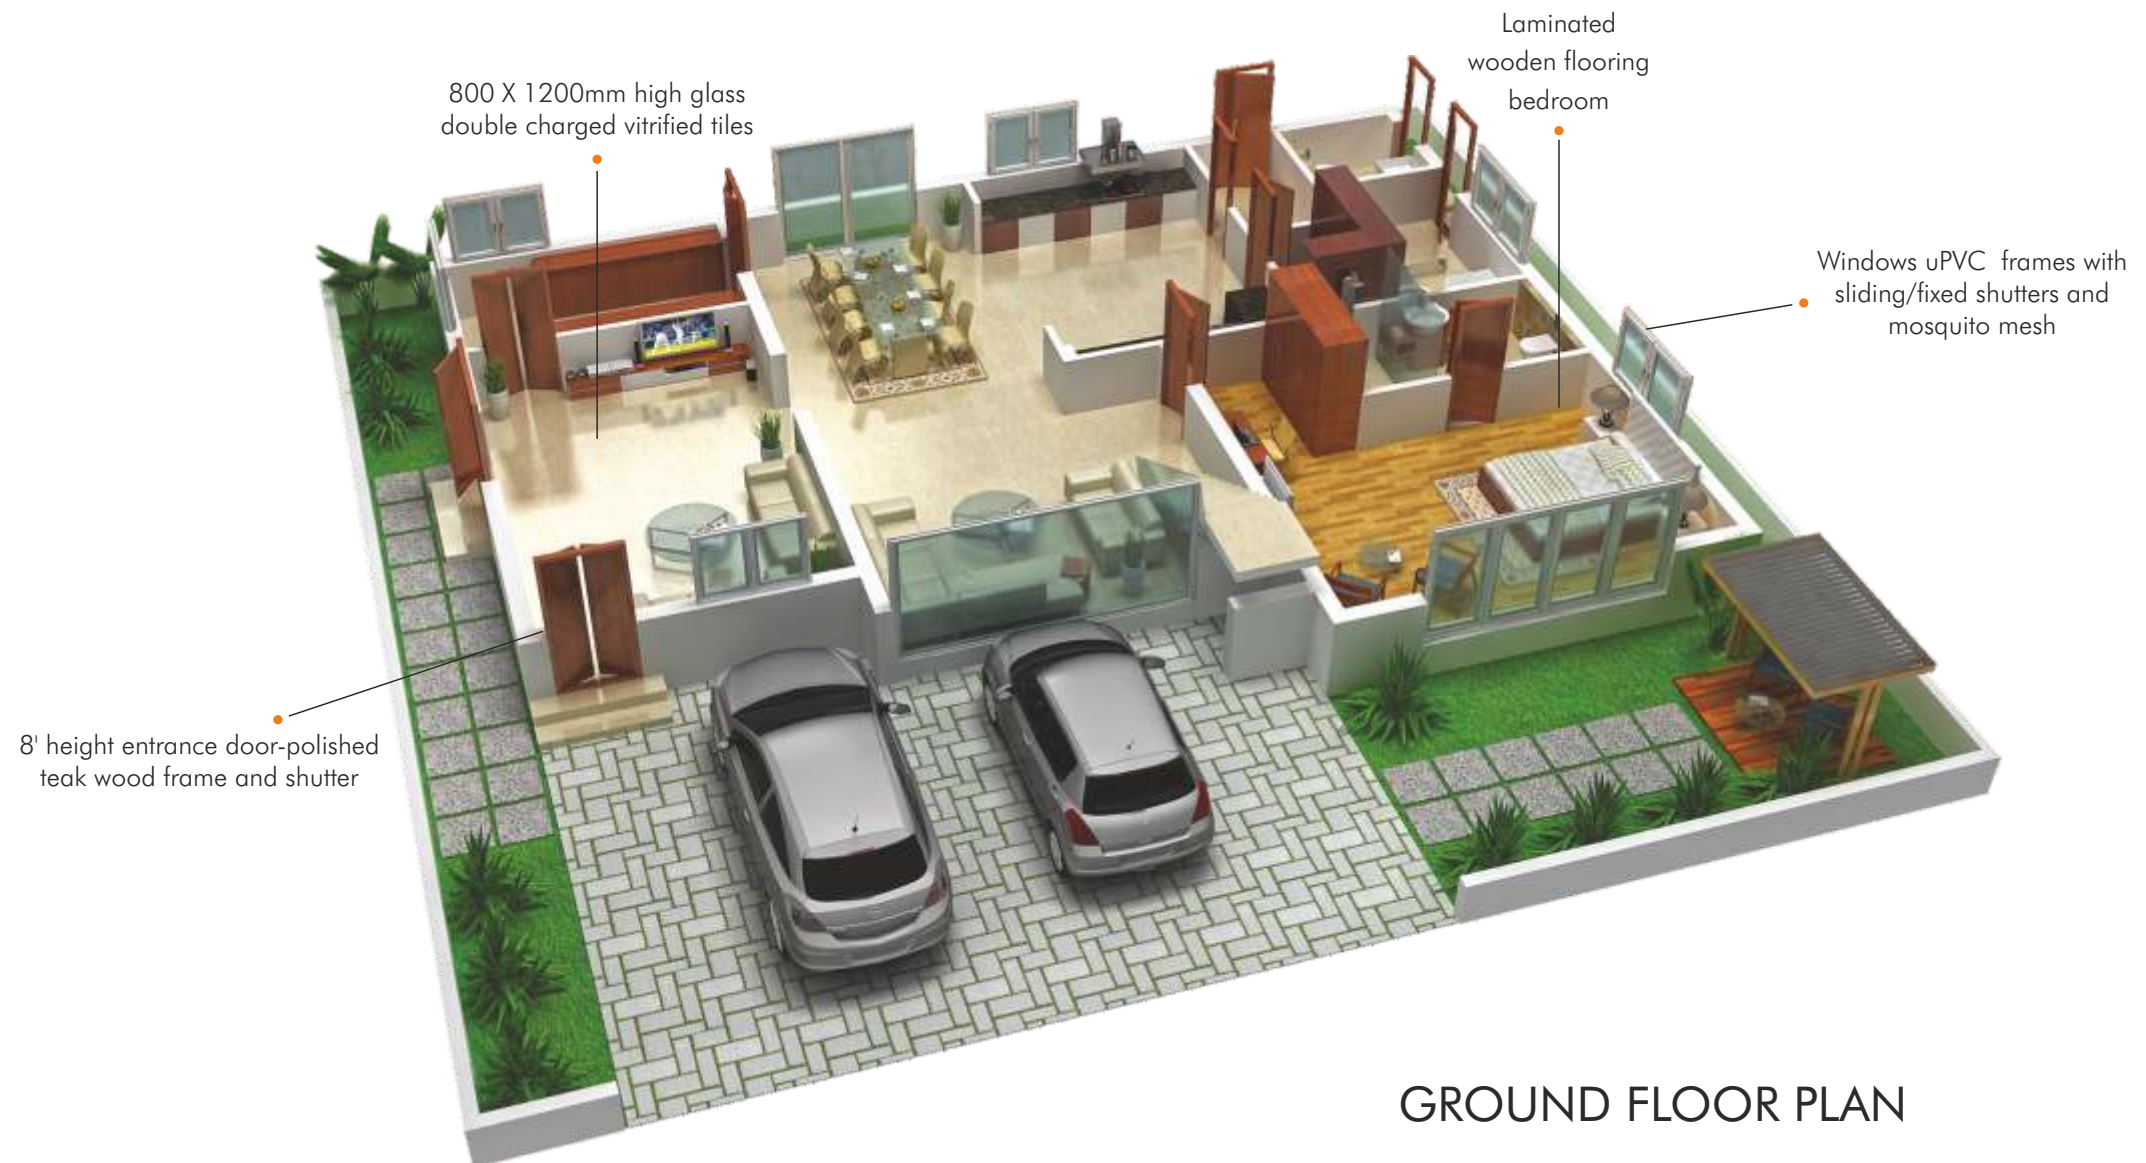 Laminated
wooden flooring
bedroom
800 X 1200mm high glass
double charged vitrified tiles
Windows uPVC frames with
sliding/fixed shutters and
mosquito mesh
8' height entrance door-polished
teak wood frame and shutter
GROUND FLOOR PLAN